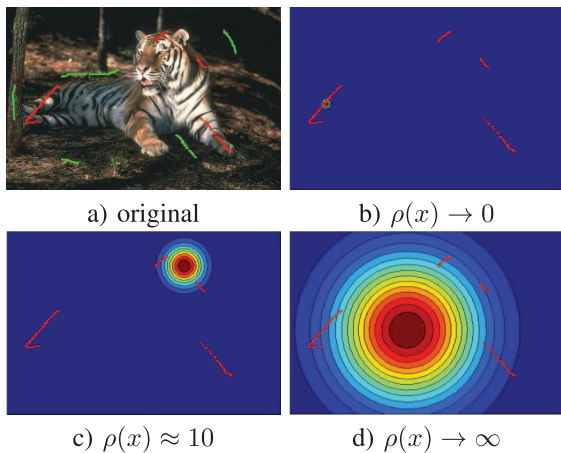 a) original
b) ρ(x) → 0
c) ρ(x) ≈ 10
d) ρ(x) → ∞